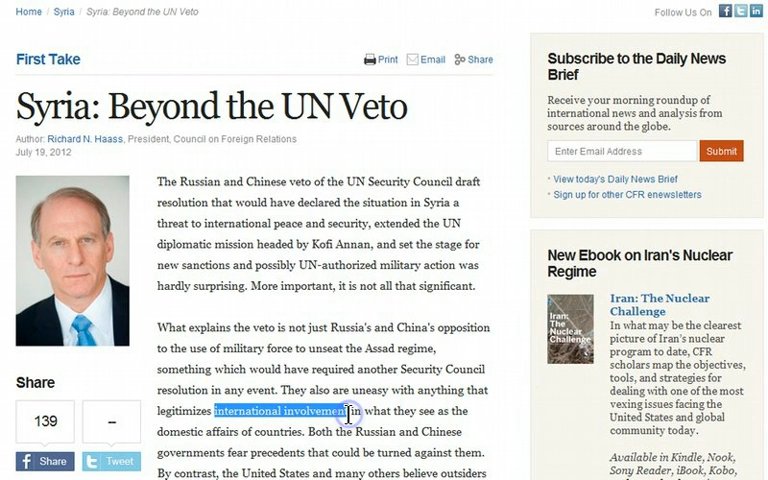 Home / Syria / Syria: Beyond the UN Veto
Follow Us On
First Take
Print Email Share
Syria: Beyond the UN Veto
Author: Richard N. Haass, President, Council on Foreign Relations
July 19, 2012
The Russian and Chinese veto of the UN Security Council draft
resolution that would have declared the situation in Syria a
threat to international peace and security, extended the UN
diplomatic mission headed by Kofi Annan, and set the stage for
new sanctions and possibly UN-authorized military action was
hardly surprising. More important, it is not all that significant.
What explains the veto is not just Russia's and China's opposition
to the use of military force to unseat the Assad regime,
something which would have required another Security Council
resolution in any event. They also are uneasy with anything that
legitimizes international involvement in what they see as the
domestic affairs of countries. Both the Russian and Chinese
governments fear precedents that could be turned against them.
By contrast, the United States and many others believe outsiders
Share
139
–
Share
Tweet
Subscribe to the Daily News
Brief
Receive your morning roundup of
international news and analysis from
sources around the globe.
Enter Email Address Submit
View today's Daily News Brief
Sign up for other CFR enewsletters
New Ebook on Iran's Nuclear
Regime
Iran:
The
Nuclear
Challenge
Iran: The Nuclear
Challenge
In what may be the clearest
picture of Iran's nuclear
program to date, CFR
scholars map the objectives,
tools, and strategies for
dealing with one of the most
vexing issues facing the
United States and global
community today.
Available in Kindle, Nook,
Sony Reader, iBook, Kobo,